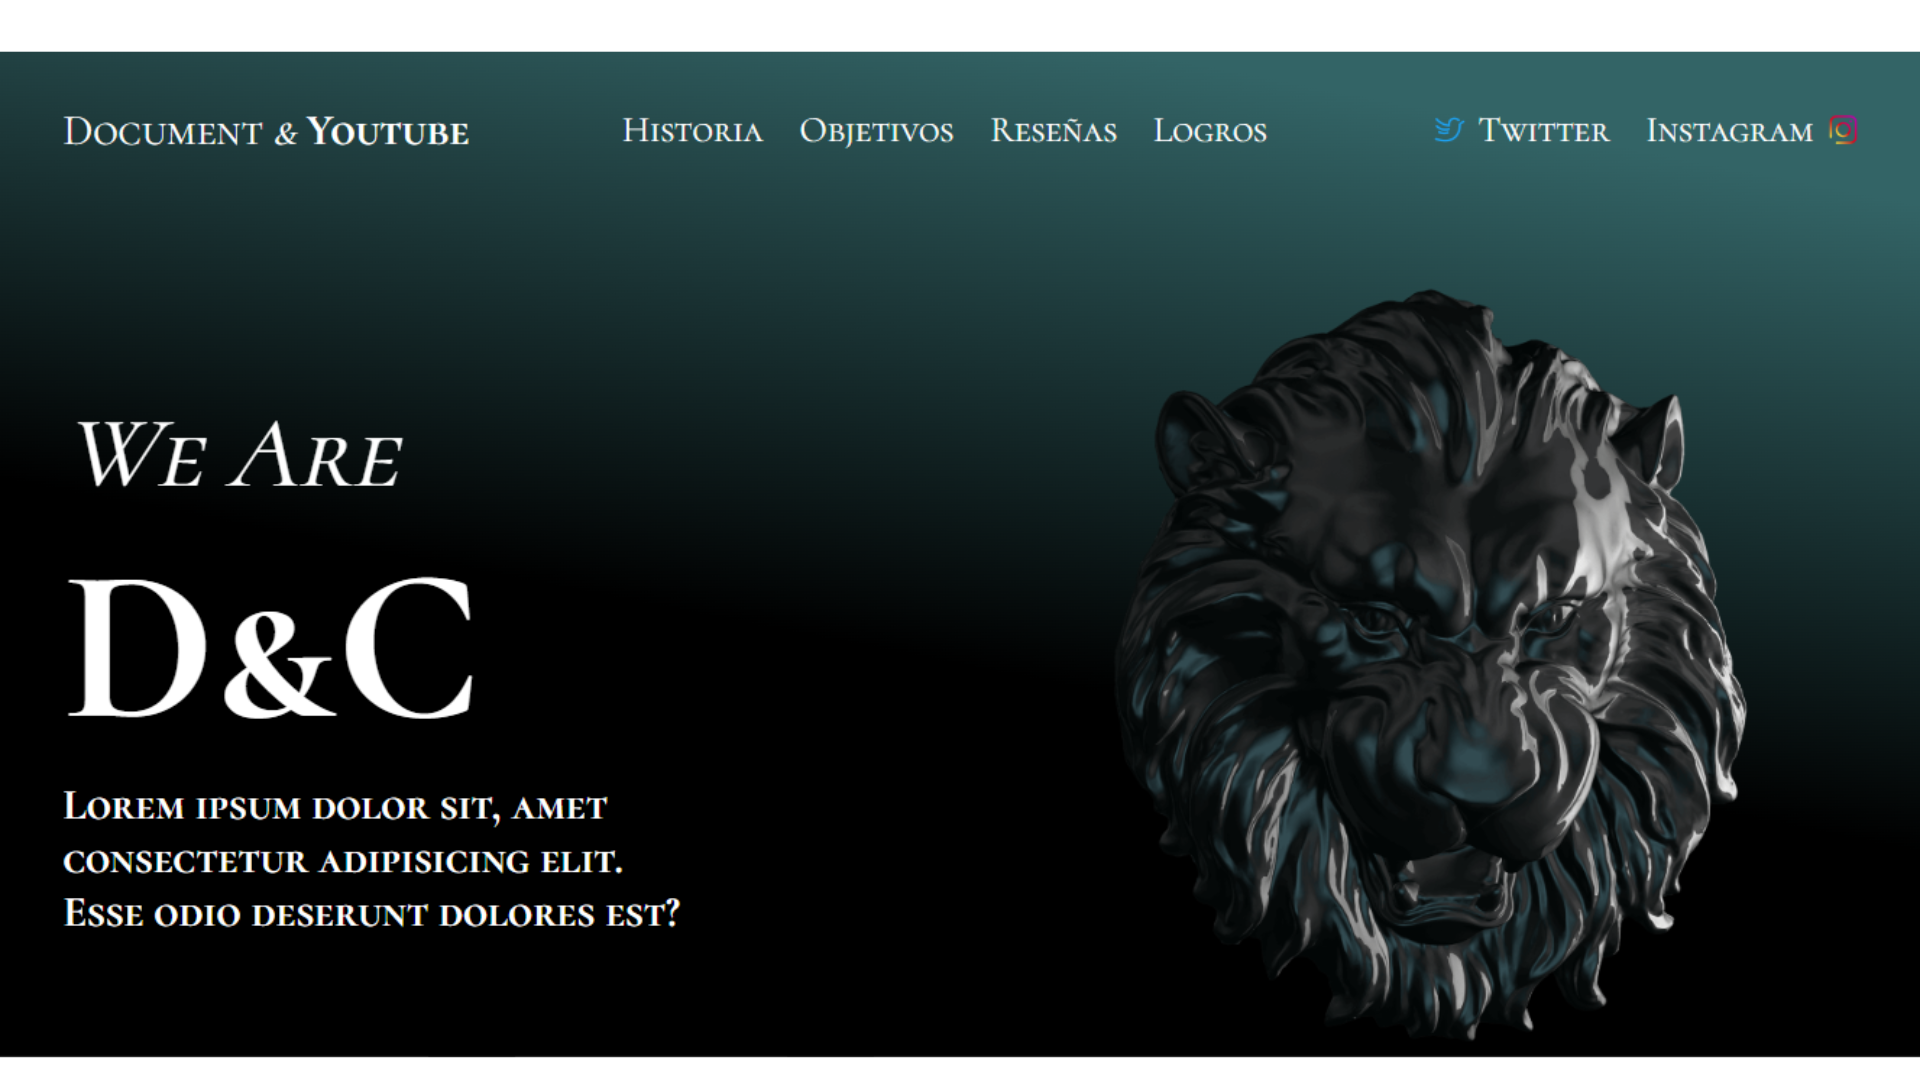 Document & Youtube
Historia Objetivos Reseñas Logros
Twitter Instagram
We Are
D&C
Lorem ipsum dolor sit, amet
consectetur adipisicing elit.
Esse odio deserunt dolores est?